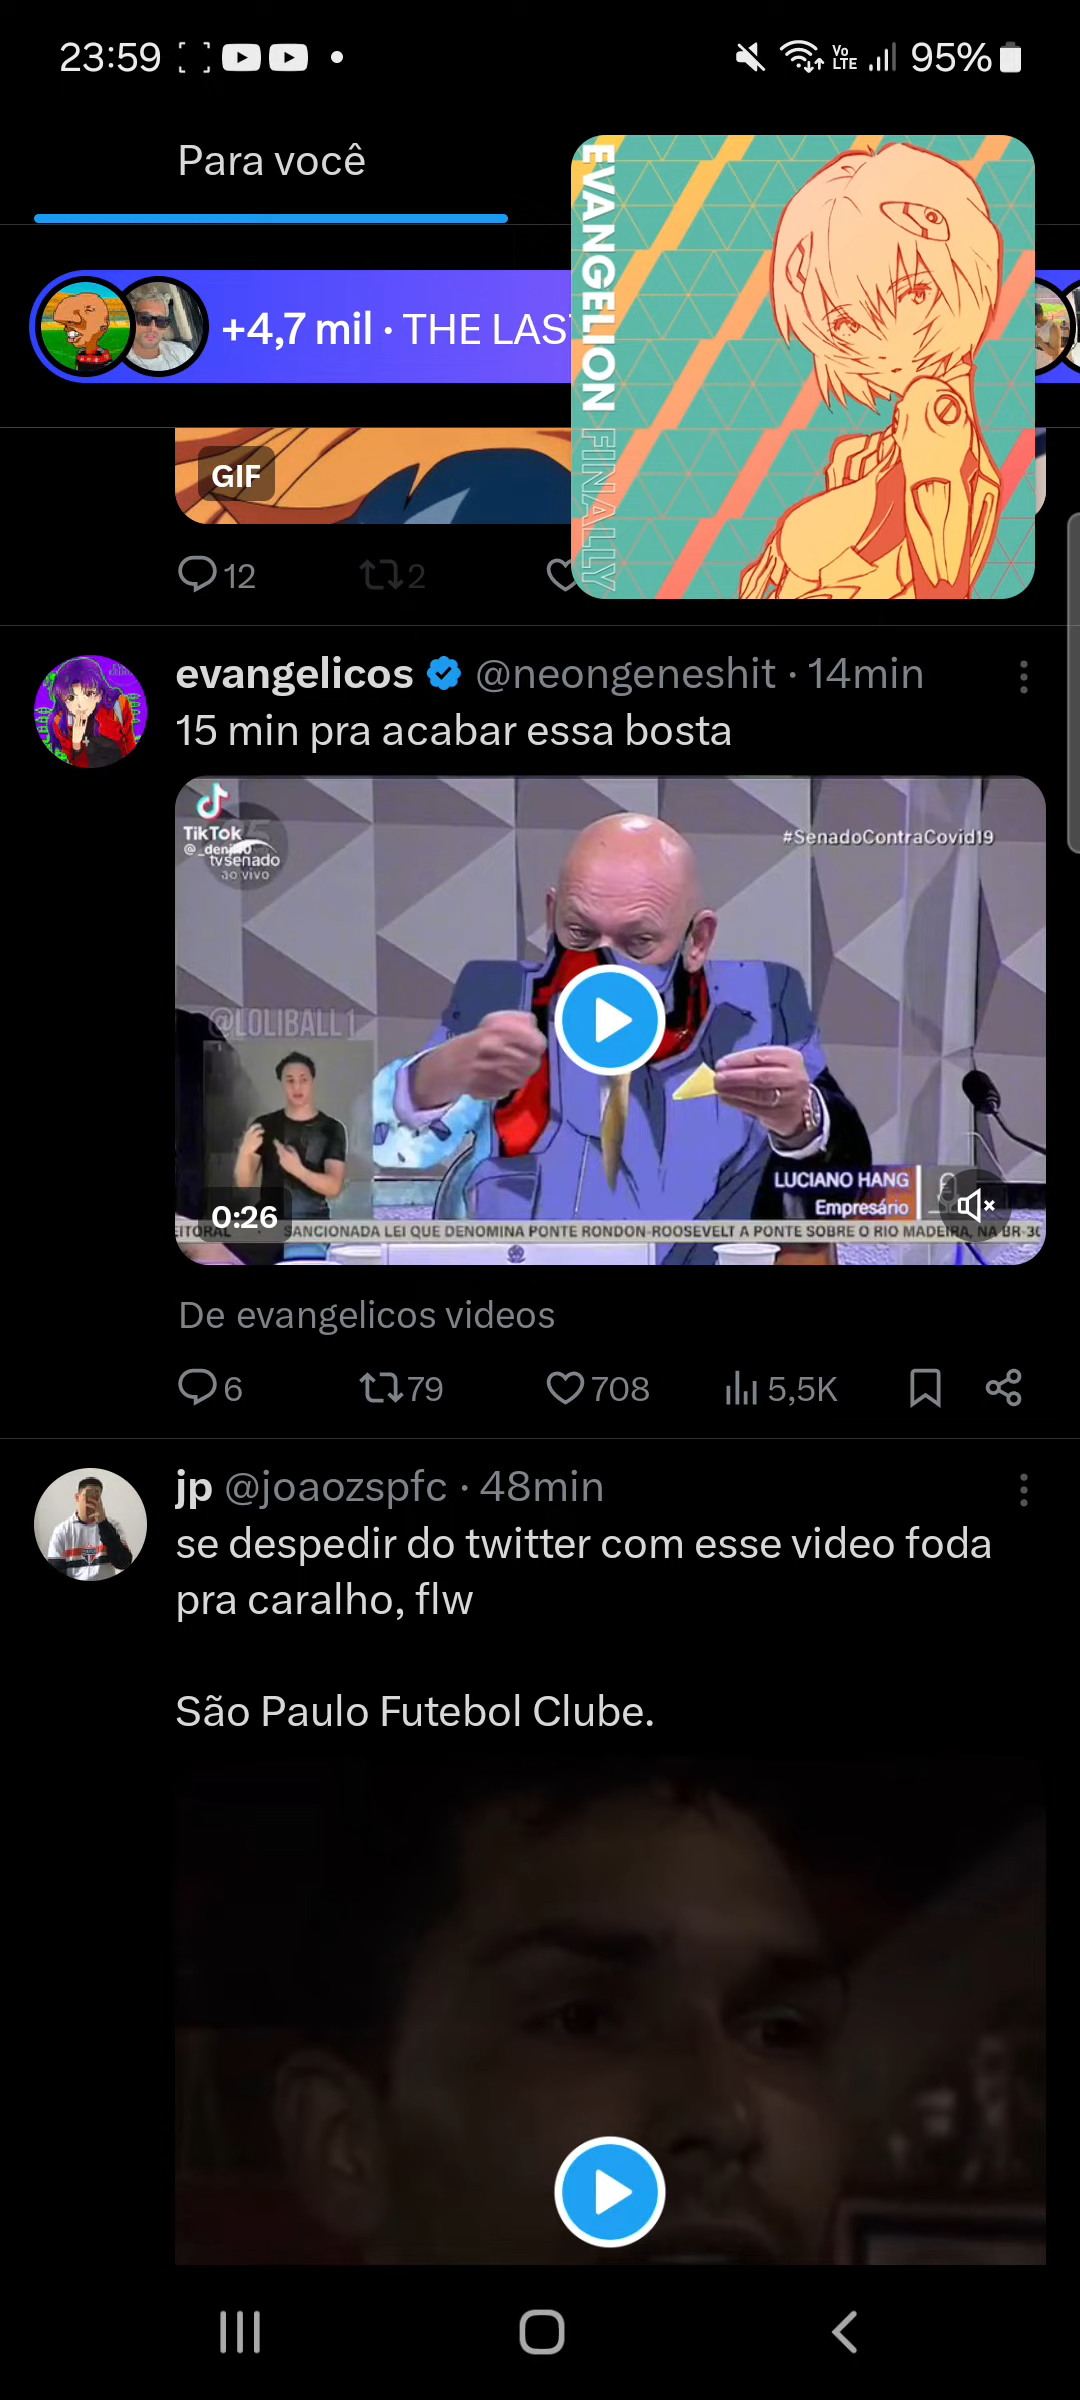 23:59
Vo
LTE
95%
Para você
+4,7 mil · THE LAS
EVANGELION FINALLY
GIF
12
2
evangelicos @neongeneshit · 14min
15 min pra acabar essa bosta
TikTok
tvsenado
ao vivo
#SenadoContraCovid19
@LOLIBALL1
LUCIANO HANG
Empresário
0:26
EITORAL SANCIONADA LEI QUE DENOMINA PONTE RONDON-ROOSEVELT A PONTE SOBRE O RIO MADEIRA, NA BR-3
De evangelicos videos
6
79
708
5,5K
jp @joaozspfc · 48min
se despedir do twitter com esse video foda
pra caralho, flw
São Paulo Futebol Clube.